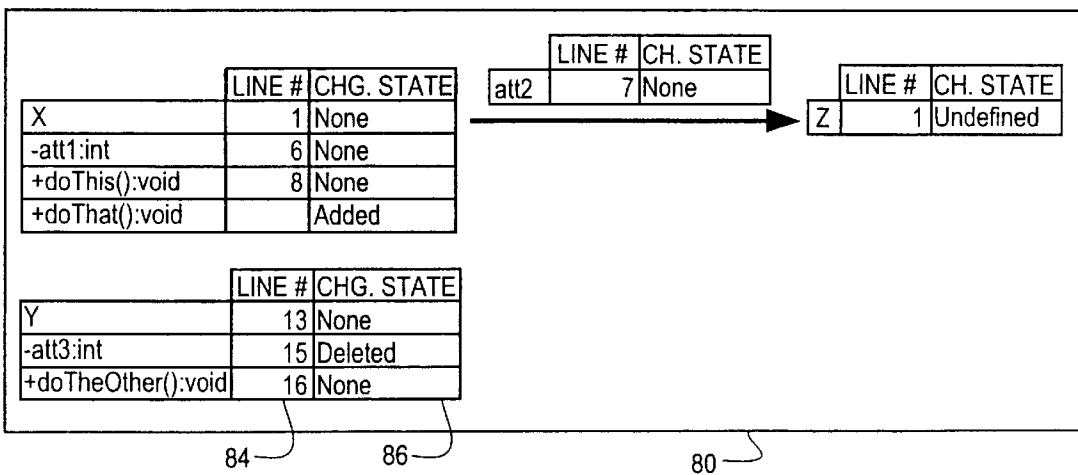 LINE # CHG. STATE
X 1 None
-att1:int 6 None
+doThis():void 8 None
+doThat():void Added
LINE # CH. STATE
att2 7 None
LINE # CH. STATE
Z 1 Undefined
LINE # CHG. STATE
Y 13 None
-att3:int 15 Deleted
+doTheOther():void 16 None
84 86 80